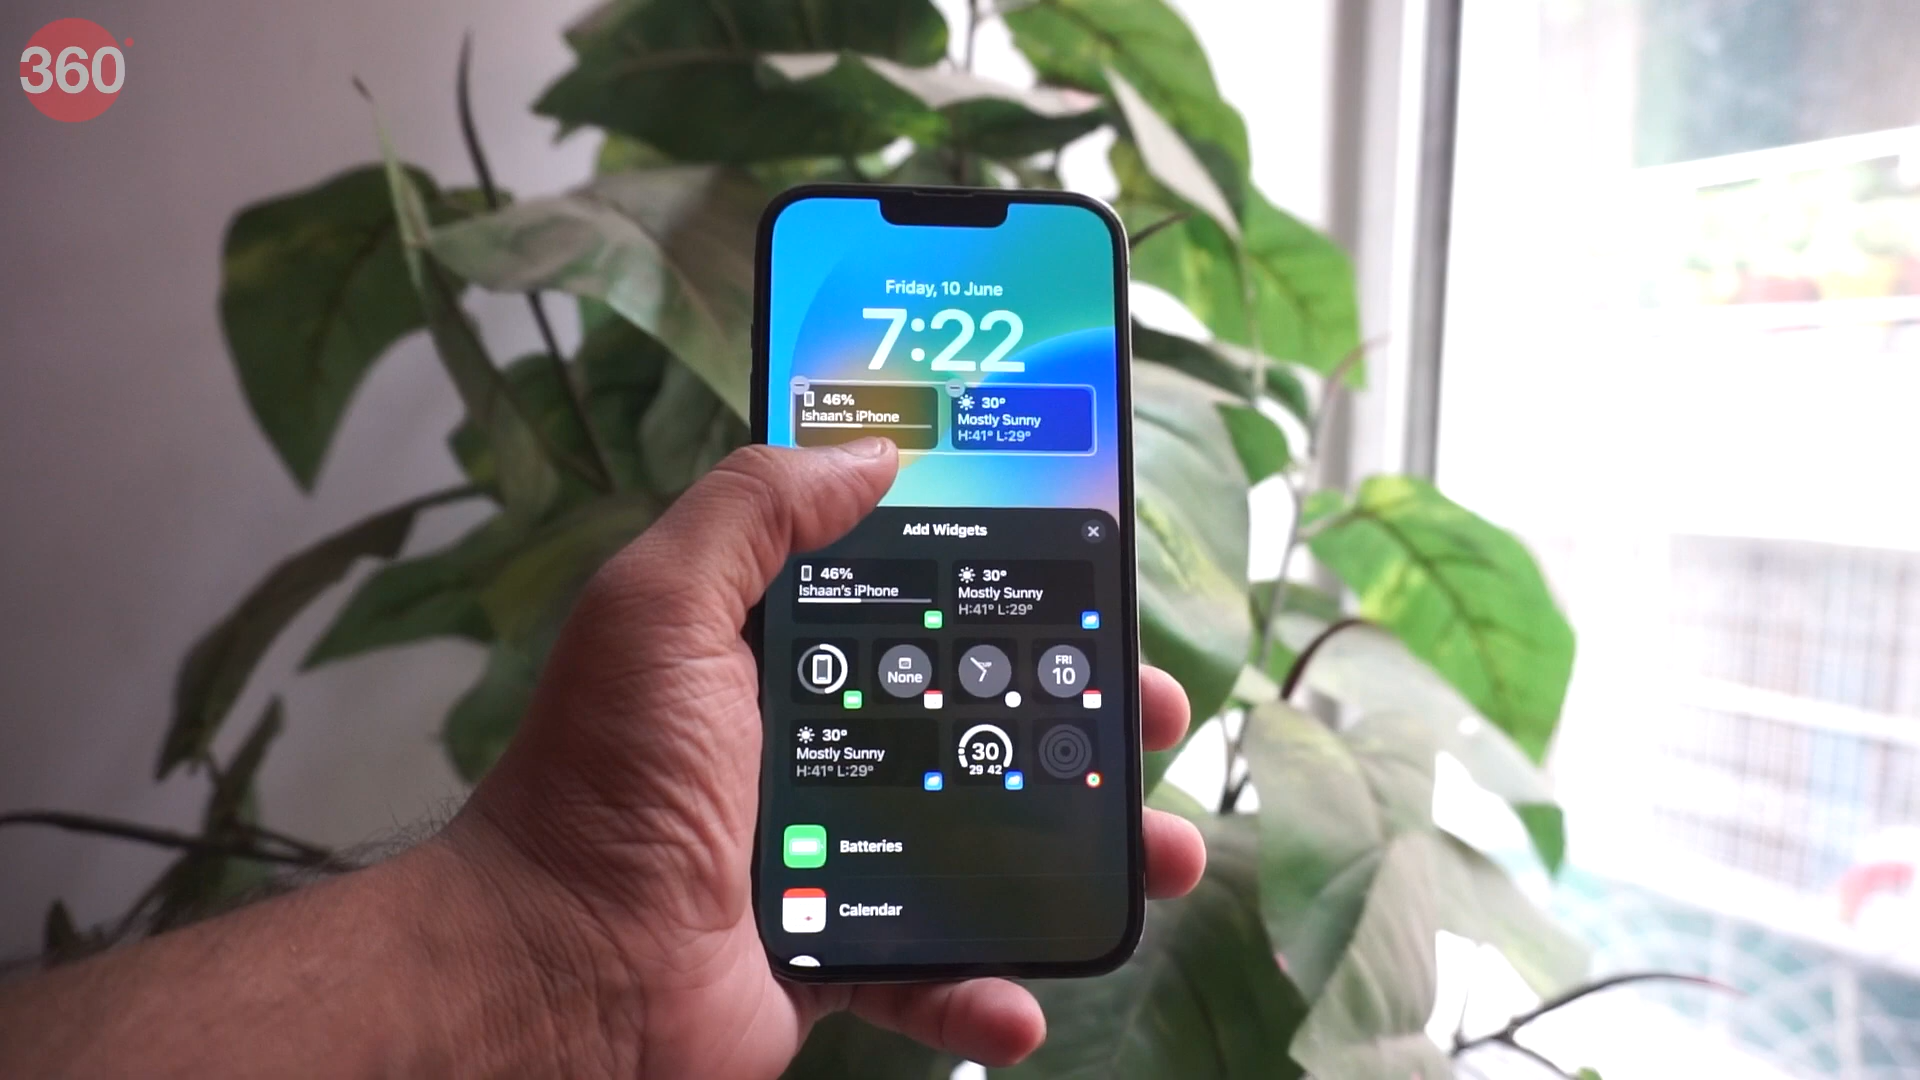 360
Friday, 10 June
7:22
46%
Ishaan's iPhone
30°
Mostly Sunny
H:41° L:29°
Add Widgets
46%
Ishaan's iPhone
30°
Mostly Sunny
H:41° L:29°
None
FRI
10
30°
Mostly Sunny
H:41° L:29°
30
29 42
Batteries
Calendar